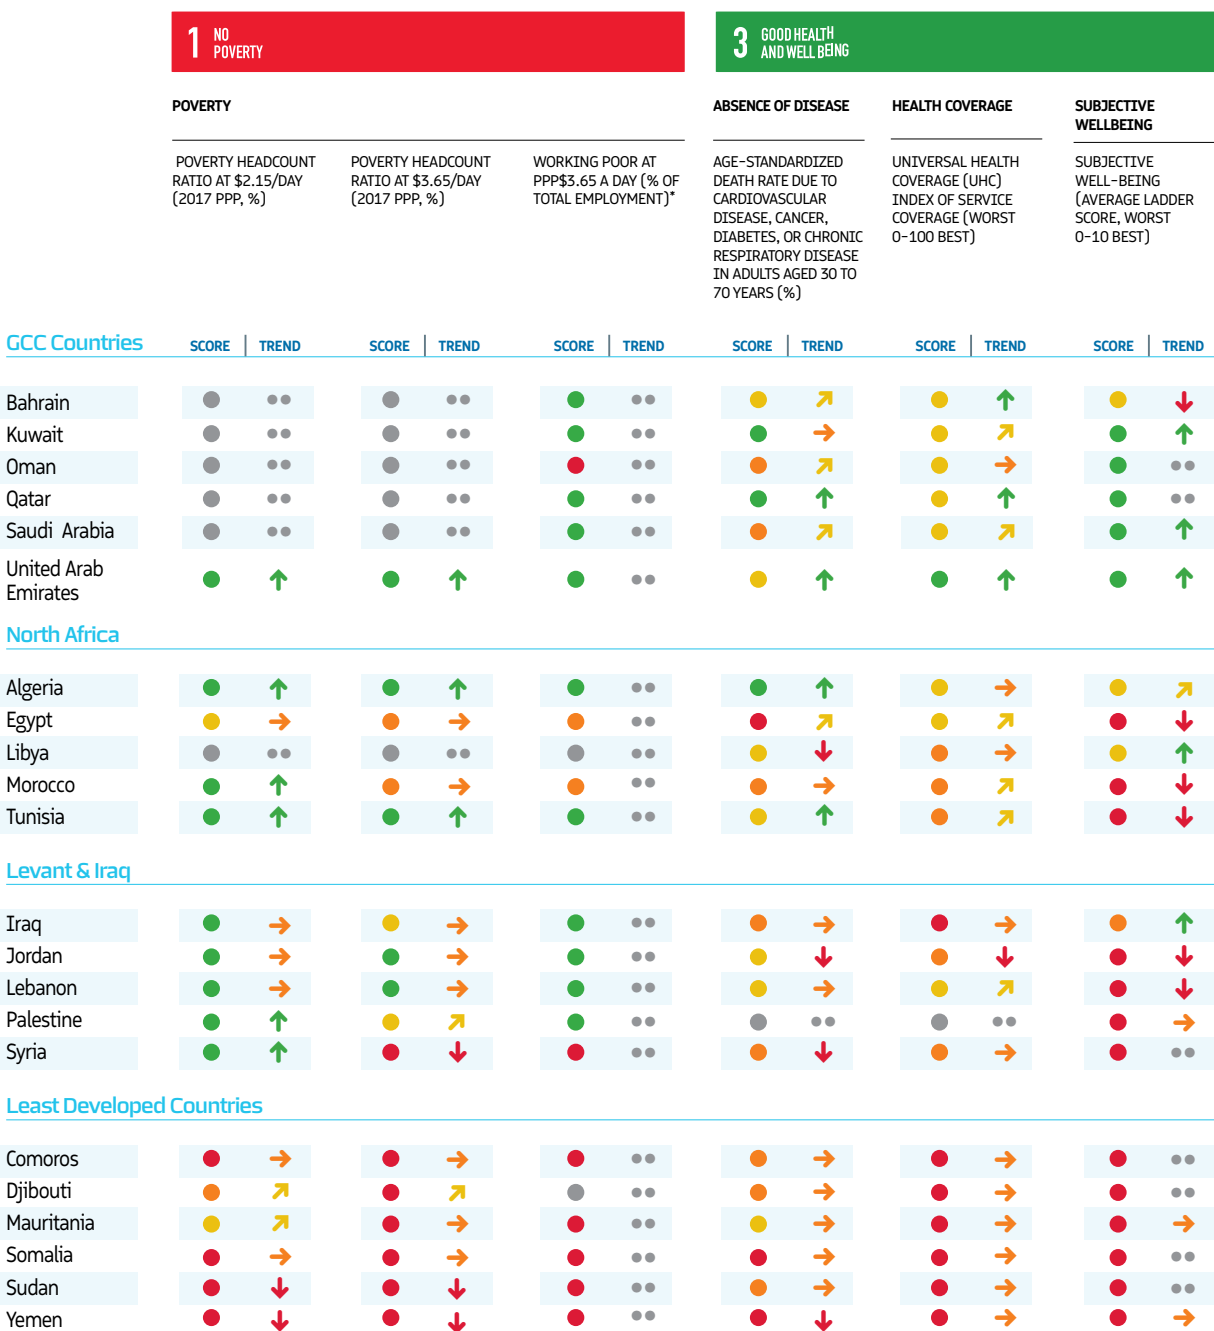 1 NO
POVERTY
3 GOOD HEALTH
AND WELL BEING
POVERTY
ABSENCE OF DISEASE
HEALTH COVERAGE
SUBJECTIVE
WELLBEING
POVERTY HEADCOUNT
RATIO AT $2.15/DAY
(2017 PPP, %)
POVERTY HEADCOUNT
RATIO AT $3.65/DAY
(2017 PPP, %)
WORKING POOR AT
PPP$3.65 A DAY (% OF
TOTAL EMPLOYMENT)*
AGE-STANDARDIZED
DEATH RATE DUE TO
CARDIOVASCULAR
DISEASE, CANCER,
DIABETES, OR CHRONIC
RESPIRATORY DISEASE
IN ADULTS AGED 30 TO
70 YEARS (%)
UNIVERSAL HEALTH
COVERAGE (UHC)
INDEX OF SERVICE
COVERAGE (WORST
0-100 BEST)
SUBJECTIVE
WELL-BEING
(AVERAGE LADDER
SCORE, WORST
0-10 BEST)
GCC Countries SCORE TREND SCORE TREND SCORE TREND SCORE TREND SCORE TREND SCORE TREND
Bahrain
Kuwait
Oman
Qatar
Saudi Arabia
United Arab
Emirates
North Africa
Algeria
Egypt
Libya
Morocco
Tunisia
Levant & Iraq
Iraq
Jordan
Lebanon
Palestine
Syria
Least Developed Countries
Comoros
Djibouti
Mauritania
Somalia
Sudan
Yemen